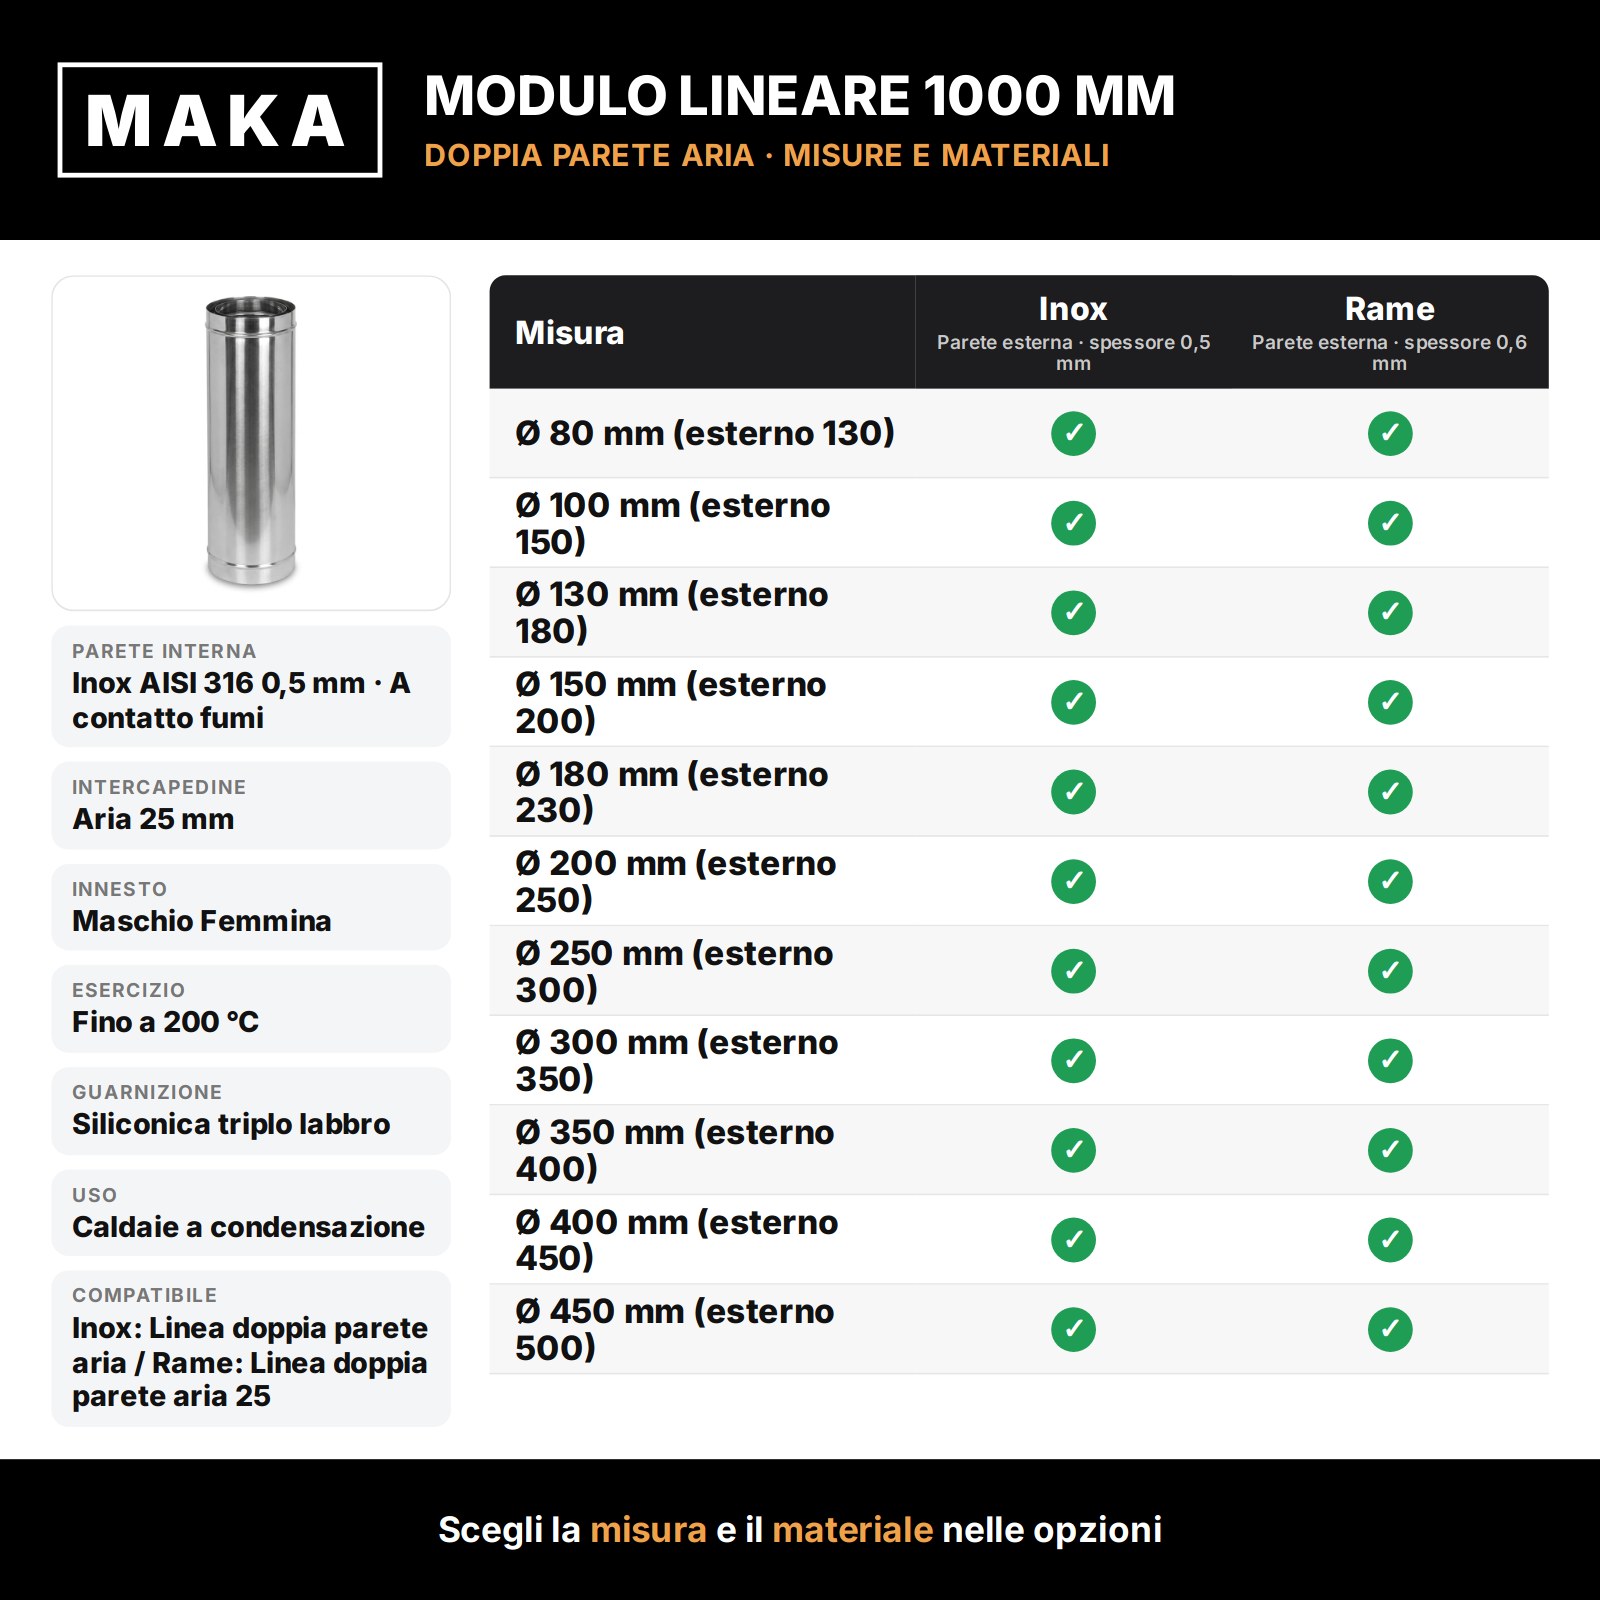 MAKA
MODULO LINEARE 1000 MM
DOPPIA PARETE ARIA · MISURE E MATERIALI
PARETE INTERNA
Inox AISI 316 0,5 mm · A
contatto fumi
INTERCAPEDINE
Aria 25 mm
INNESTO
Maschio Femmina
ESERCIZIO
Fino a 200 °C
GUARNIZIONE
Siliconica triplo labbro
USO
Caldaie a condensazione
COMPATIBILE
Inox: Linea doppia parete
aria / Rame: Linea doppia
parete aria 25
Misura
Inox
Parete esterna · spessore 0,5
mm
Rame
Parete esterna · spessore 0,6
mm
Ø 80 mm (esterno 130)
Ø 100 mm (esterno
150)
Ø 130 mm (esterno
180)
Ø 150 mm (esterno
200)
Ø 180 mm (esterno
230)
Ø 200 mm (esterno
250)
Ø 250 mm (esterno
300)
Ø 300 mm (esterno
350)
Ø 350 mm (esterno
400)
Ø 400 mm (esterno
450)
Ø 450 mm (esterno
500)
Scegli la misura e il materiale nelle opzioni